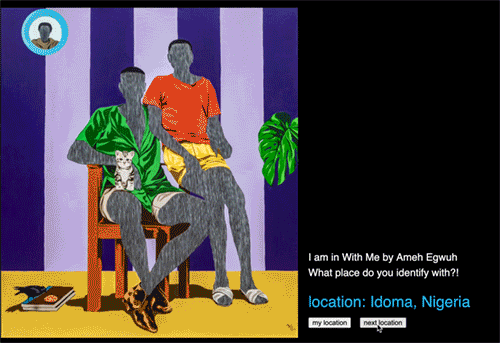 I am in With Me by Ameh Egwuh
What place do you identify with?!
location: Idoma, Nigeria
my location
next location